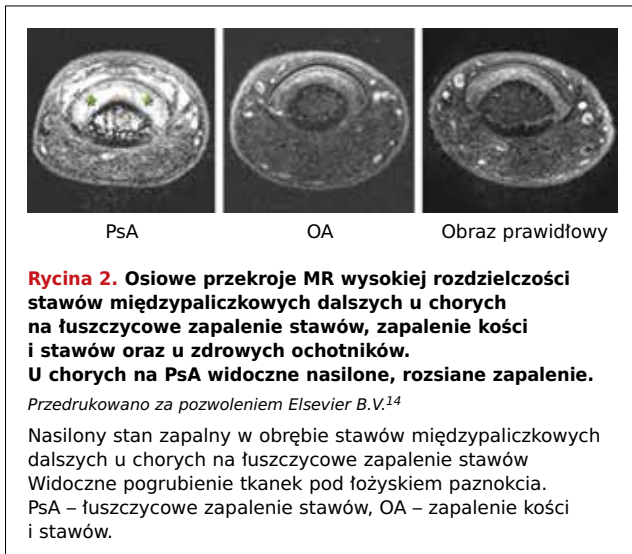 PsA OA Obraz prawidłowy
Rycina 2. Osiowe przekroje MR wysokiej rozdzielczości
stawów międzypaliczkowych dalszych u chorych
na łuszczycowe zapalenie stawów, zapalenie kości
i stawów oraz u zdrowych ochotników.
U chorych na PsA widoczne nasilone, rozsiane zapalenie.
Przedrukowano za pozwoleniem Elsevier B.V.14
Nasilony stan zapalny w obrębie stawów międzypaliczkowych
dalszych u chorych na łuszczycowe zapalenie stawów
Widoczne pogrubienie tkanek pod łożyskiem paznokcia.
PsA – łuszczycowe zapalenie stawów, OA – zapalenie kości
i stawów.